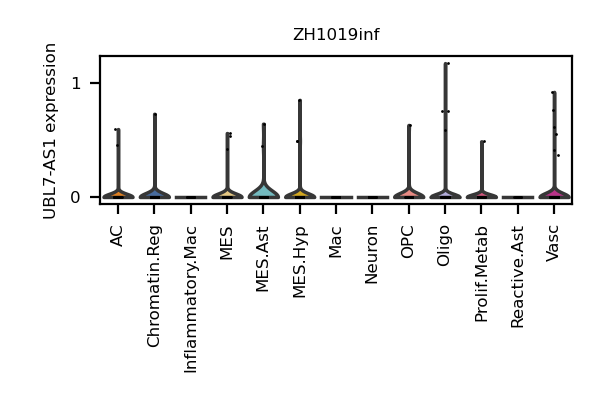 ZH1019inf
UBL7-AS1 expression
1
0
AC
Chromatin.Reg
Inflammatory.Mac
MES
MES.Ast
MES.Hyp
Mac
Neuron
OPC
Oligo
Prolif.Metab
Reactive.Ast
Vasc